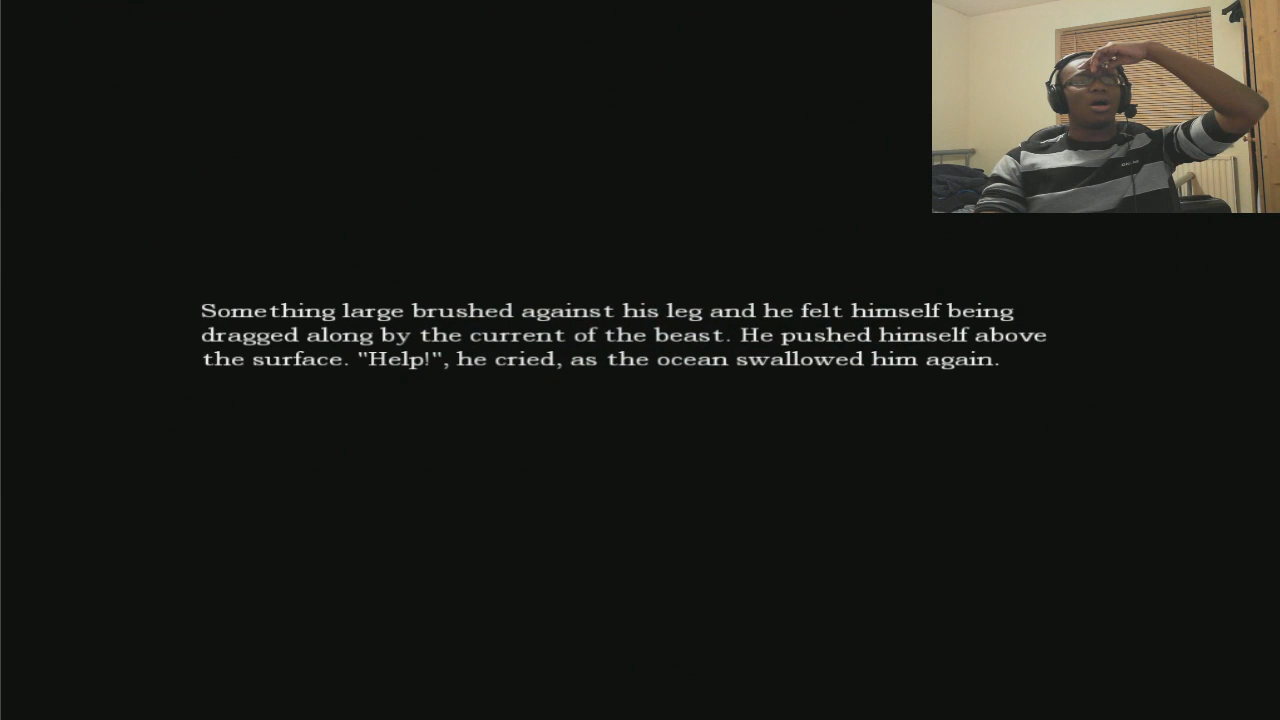 Something large brushed against his leg and he felt himself being
dragged along by the current of the beast. He pushed himself above
the surface. "Help!", he cried, as the ocean swallowed him again.